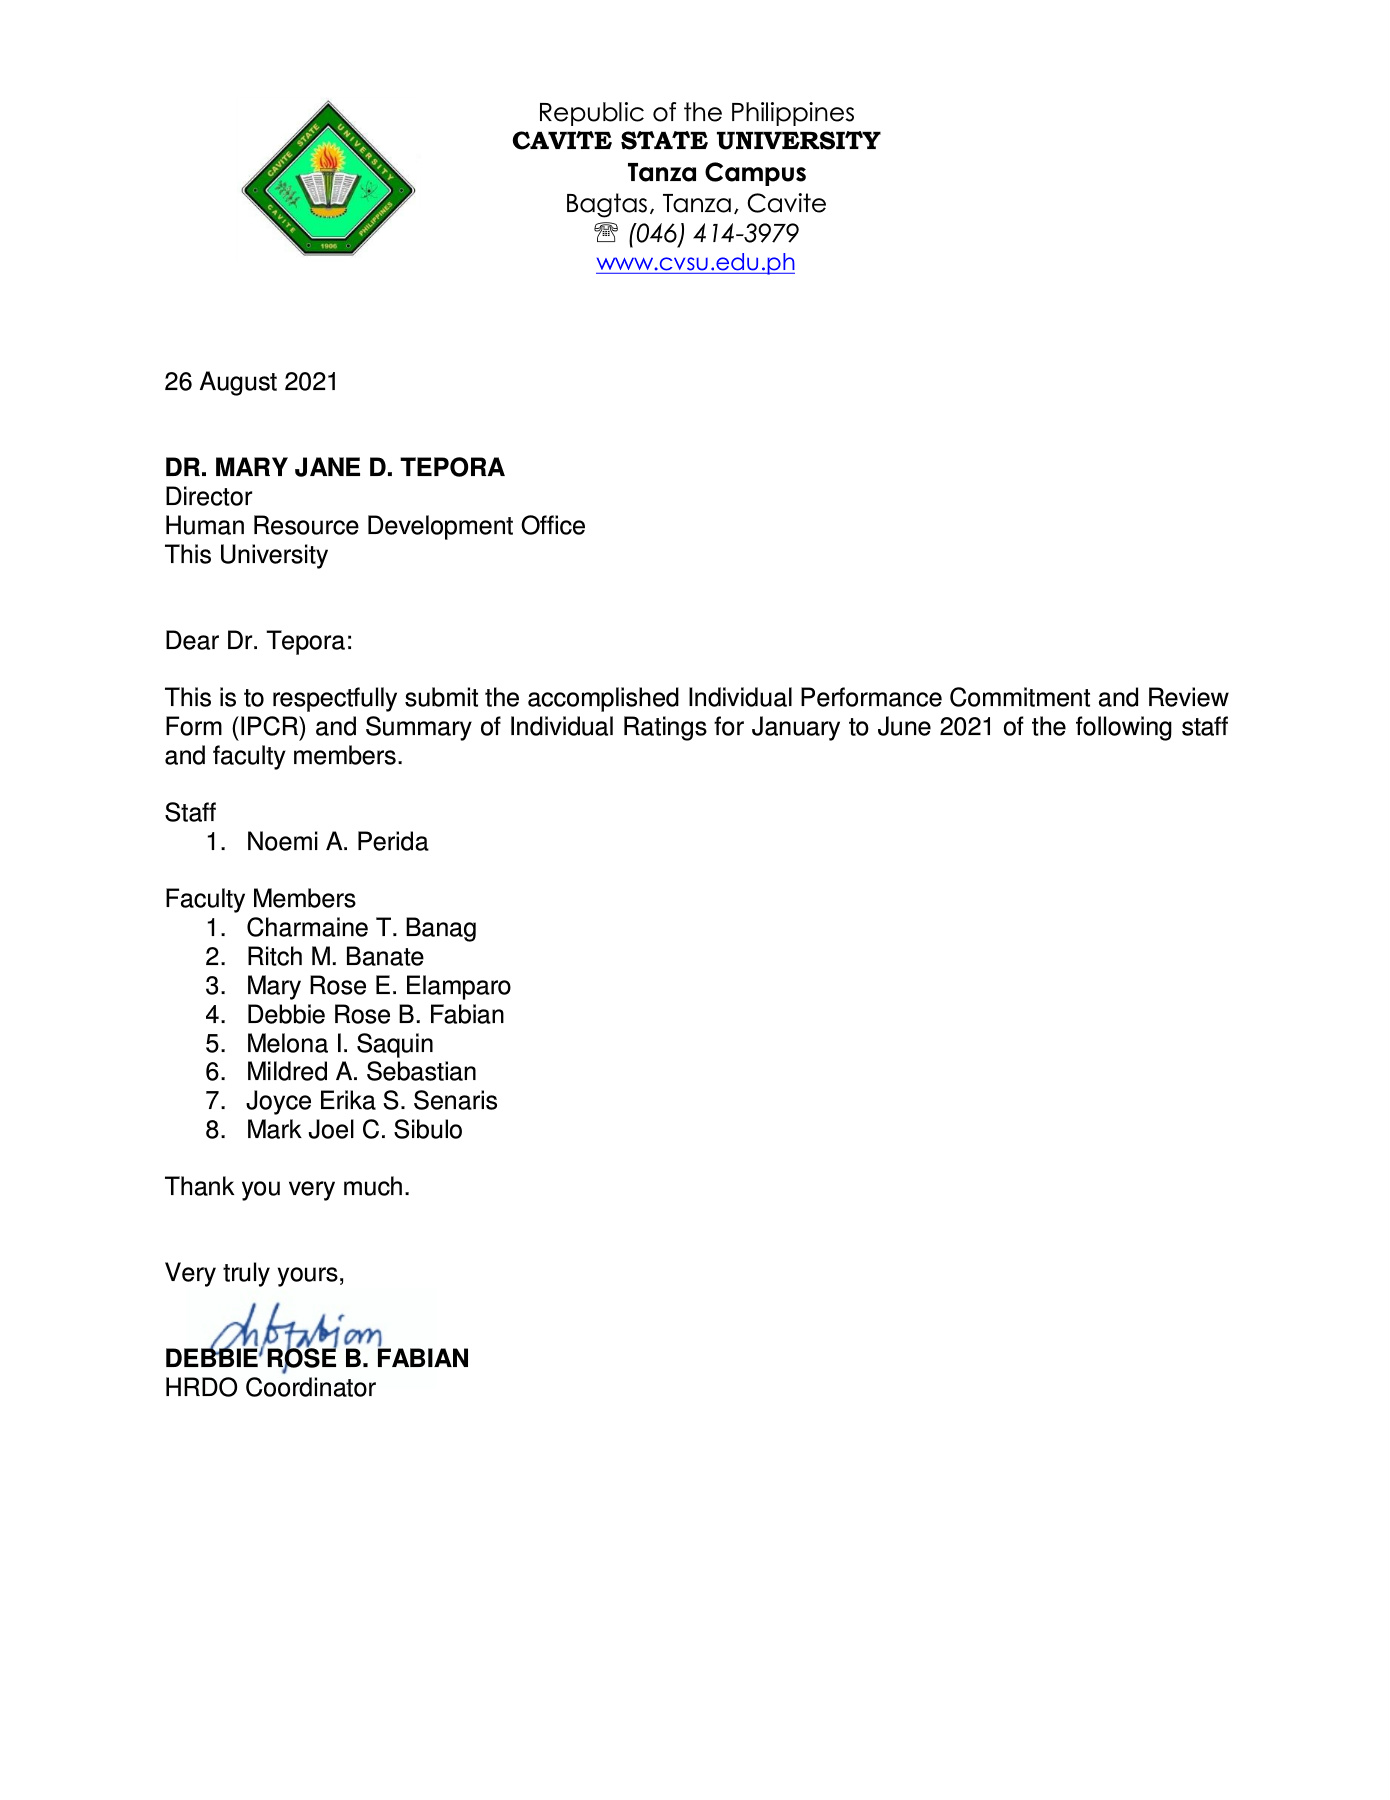 CAVITE STATE UNIVERSITY
CAVITE PHILIPPINES
1906
Republic of the Philippines
CAVITE STATE UNIVERSITY
Tanza Campus
Bagtas, Tanza, Cavite
☏ (046) 414-3979
www.cvsu.edu.ph
26 August 2021
DR. MARY JANE D. TEPORA
Director
Human Resource Development Office
This University
Dear Dr. Tepora:
This is to respectfully submit the accomplished Individual Performance Commitment and Review
Form (IPCR) and Summary of Individual Ratings for January to June 2021 of the following staff
and faculty members.
Staff
1. Noemi A. Perida
Faculty Members
1. Charmaine T. Banag
2. Ritch M. Banate
3. Mary Rose E. Elamparo
4. Debbie Rose B. Fabian
5. Melona I. Saquin
6. Mildred A. Sebastian
7. Joyce Erika S. Senaris
8. Mark Joel C. Sibulo
Thank you very much.
Very truly yours,
DEBBIE ROSE B. FABIAN
HRDO Coordinator